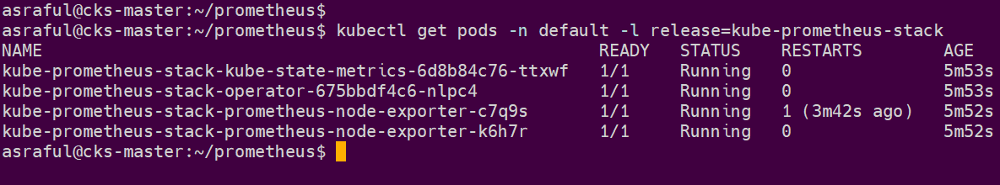 asraful@cks-master:~/prometheus$
asraful@cks-master:~/prometheus$ kubectl get pods -n default -l release=kube-prometheus-stack
NAME READY STATUS RESTARTS AGE
kube-prometheus-stack-kube-state-metrics-6d8b84c76-ttxwf 1/1 Running 0 5m53s
kube-prometheus-stack-operator-675bbdf4c6-nlpc4 1/1 Running 0 5m53s
kube-prometheus-stack-prometheus-node-exporter-c7q9s 1/1 Running 1 (3m42s ago) 5m52s
kube-prometheus-stack-prometheus-node-exporter-k6h7r 1/1 Running 0 5m52s
asraful@cks-master:~/prometheus$